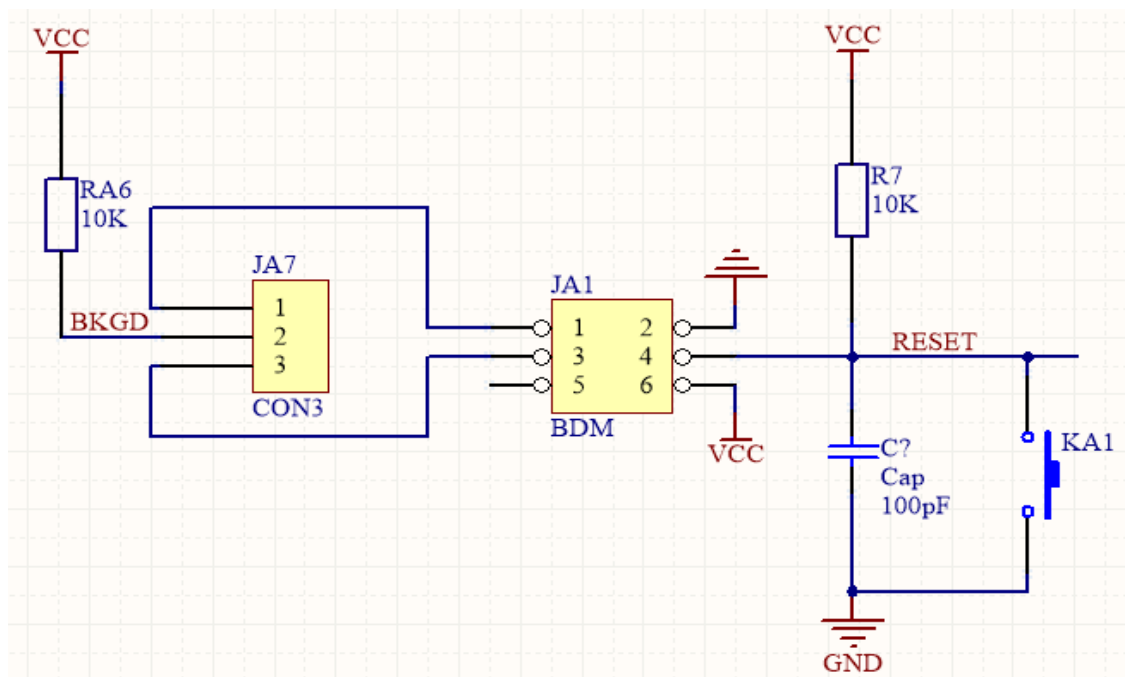 VCC
RA6
10K
BKGD
JA7
1
2
3
CON3
JA1
1 2
3 4
5 6
BDM
VCC
VCC
R7
10K
RESET
C?
Cap
100pF
KA1
GND